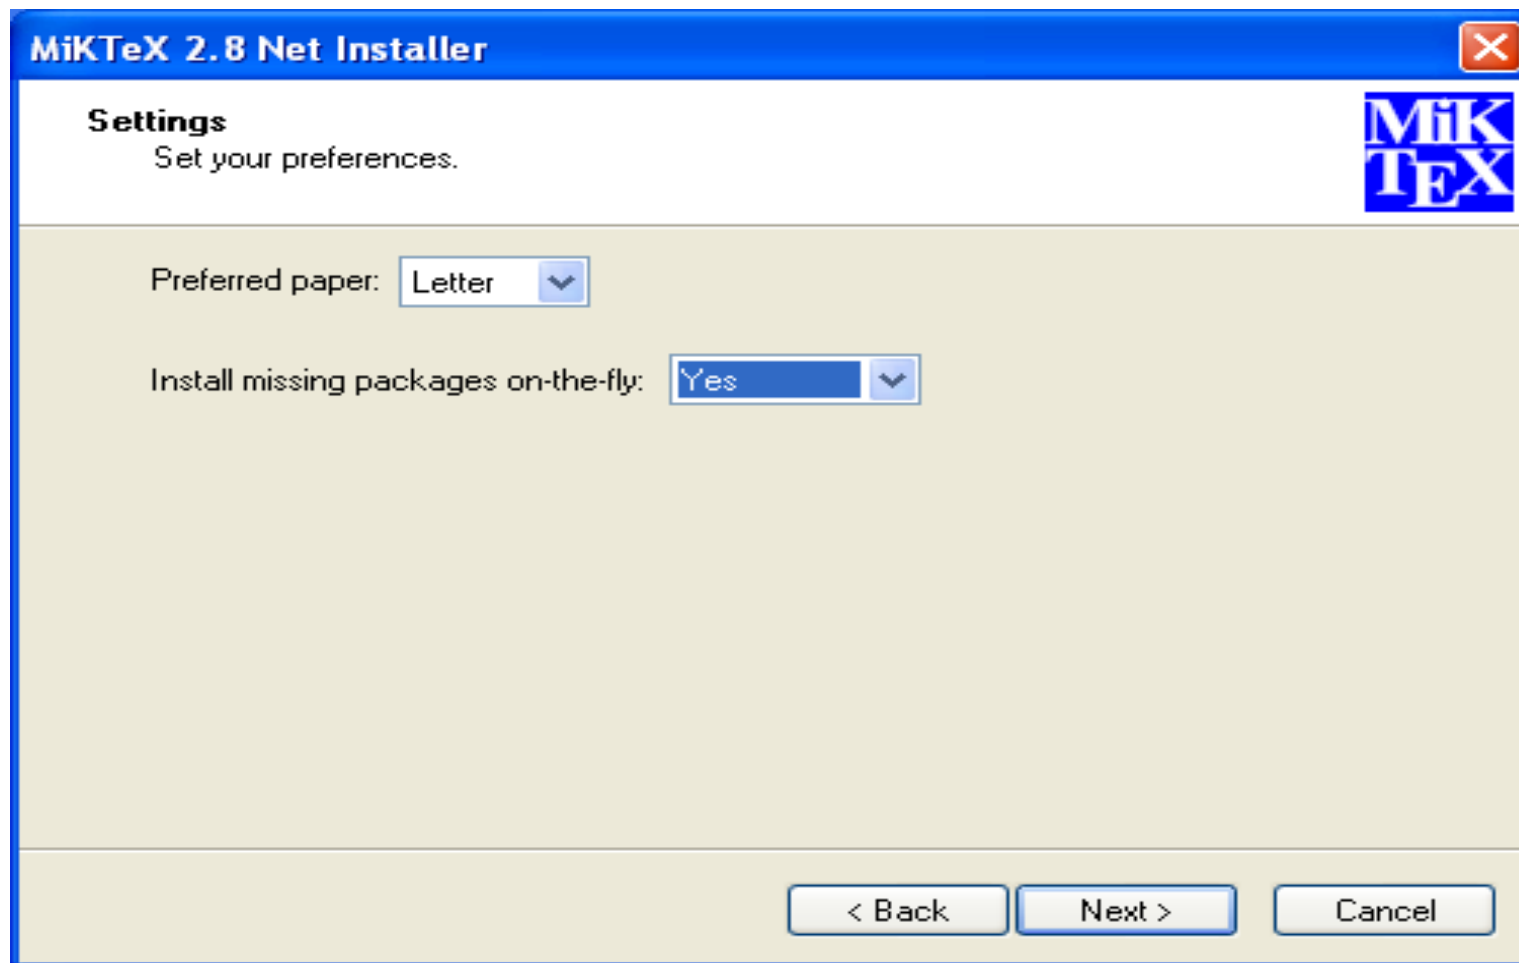 MiKTeX 2.8 Net Installer
Settings
Set your preferences.
MiK
TEX
Preferred paper: Letter
Install missing packages on-the-fly: Yes
< Back Next > Cancel